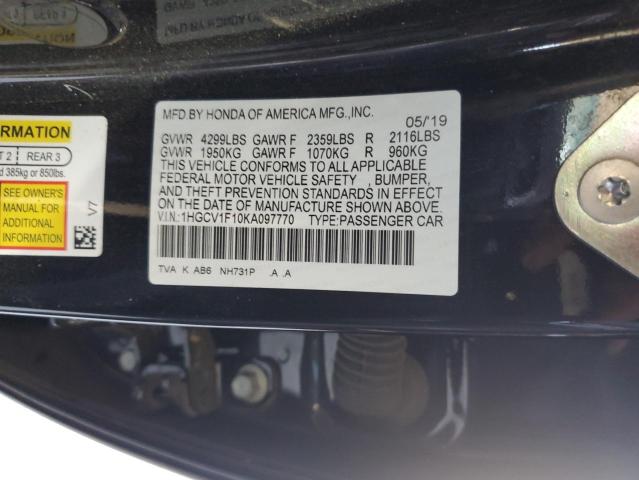 MFD.BY HONDA OF AMERICA MFG.,INC. 05/'19
GVWR 4299LBS GAWR F 2359LBS R 2116LBS
GVWR 1950KG GAWR F 1070KG R 960KG
THIS VEHICLE CONFORMS TO ALL APPLICABLE
FEDERAL MOTOR VEHICLE SAFETY , BUMPER,
AND THEFT PREVENTION STANDARDS IN EFFECT
ON THE DATE OF MANUFACTURE SHOWN ABOVE.
V.I.N.:1HGCV1F10KA097770 TYPE:PASSENGER CAR
TVA K AB6 NH731P .A .A
ORMATION
T 2 REAR 3
d 385kg or 850lbs.
SEE OWNER'S
MANUAL FOR
ADDITIONAL
INFORMATION
V7